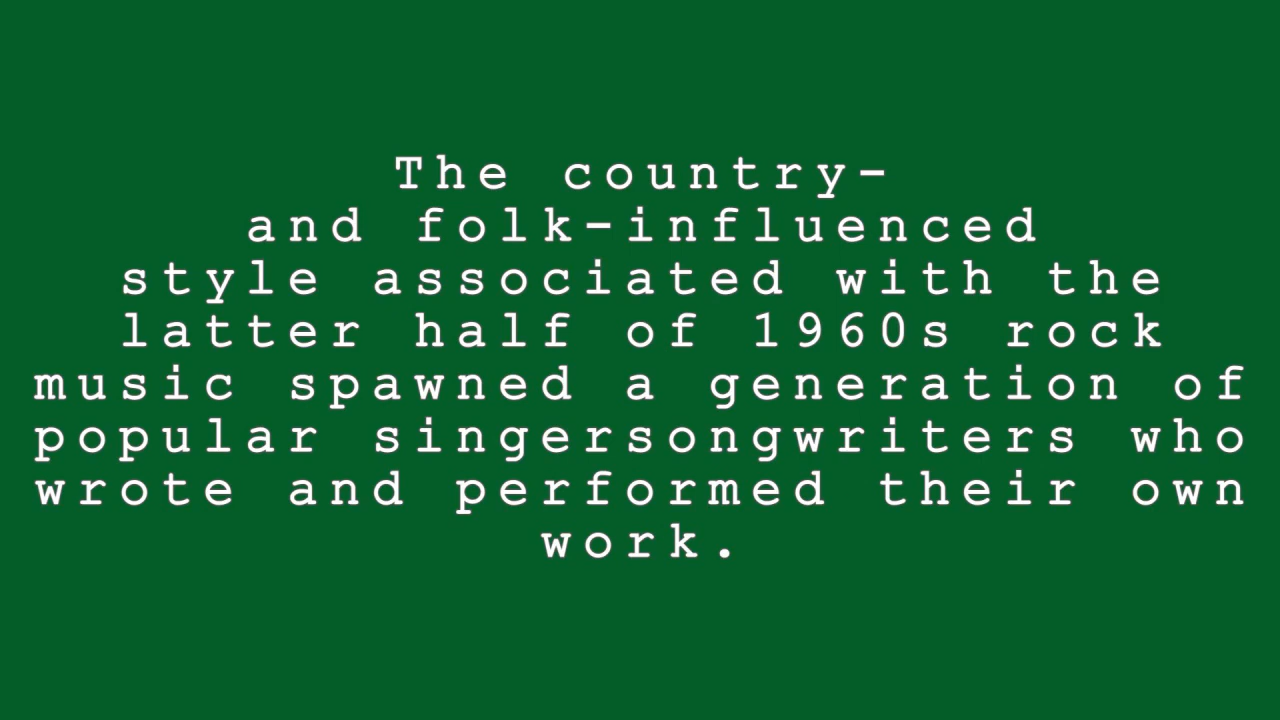 The country-
and folk-influenced
style associated with the
latter half of 1960s rock
music spawned a generation of
popular singersongwriters who
wrote and performed their own
work.